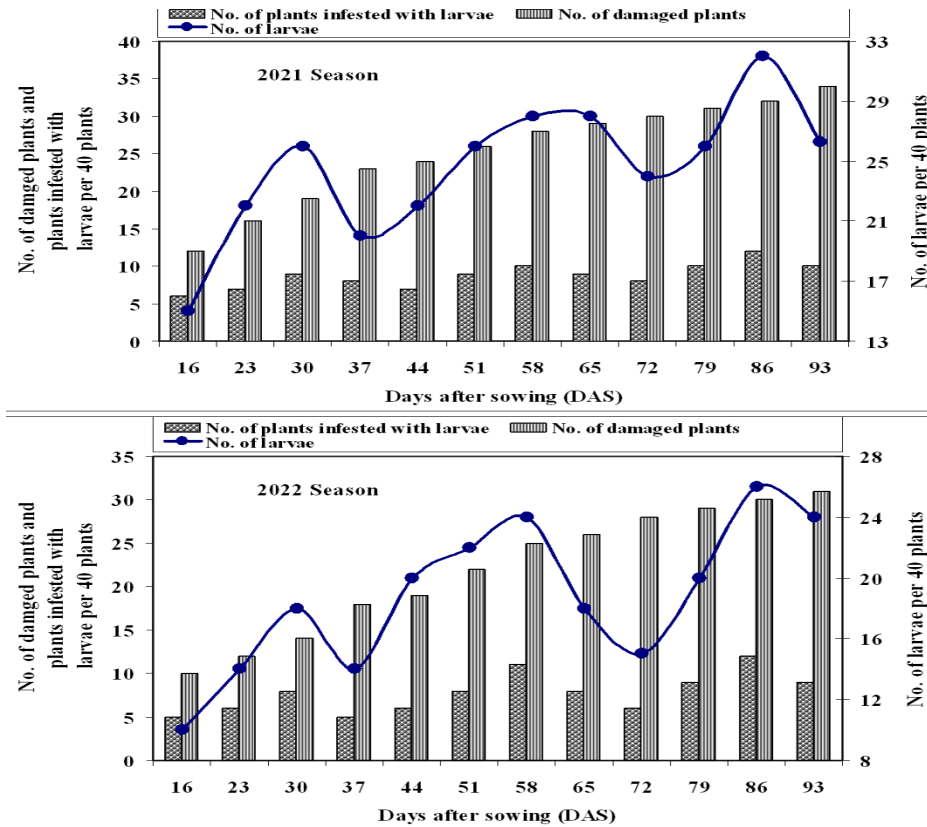 No. of plants infested with larvae No. of damaged plants
No. of larvae
2021 Season
No. of damged plants and
plants infested with
larvae per 40 plants
40
35
30
25
20
15
10
5
0
33
29
25
21
17
13
No. of larvae per 40 plants
16 23 30 37 44 51 58 65 72 79 86 93
Days after sowing (DAS)
No. of plants infested with larvae No. of damaged plants
No. of larvae
2022 Season
No. of damaged plants and
plants infested with
larvae per 40 plants
35
30
25
20
15
10
5
0
28
24
20
16
12
8
No. of larvae per 40 plants
16 23 30 37 44 51 58 65 72 79 86 93
Days after sowing (DAS)